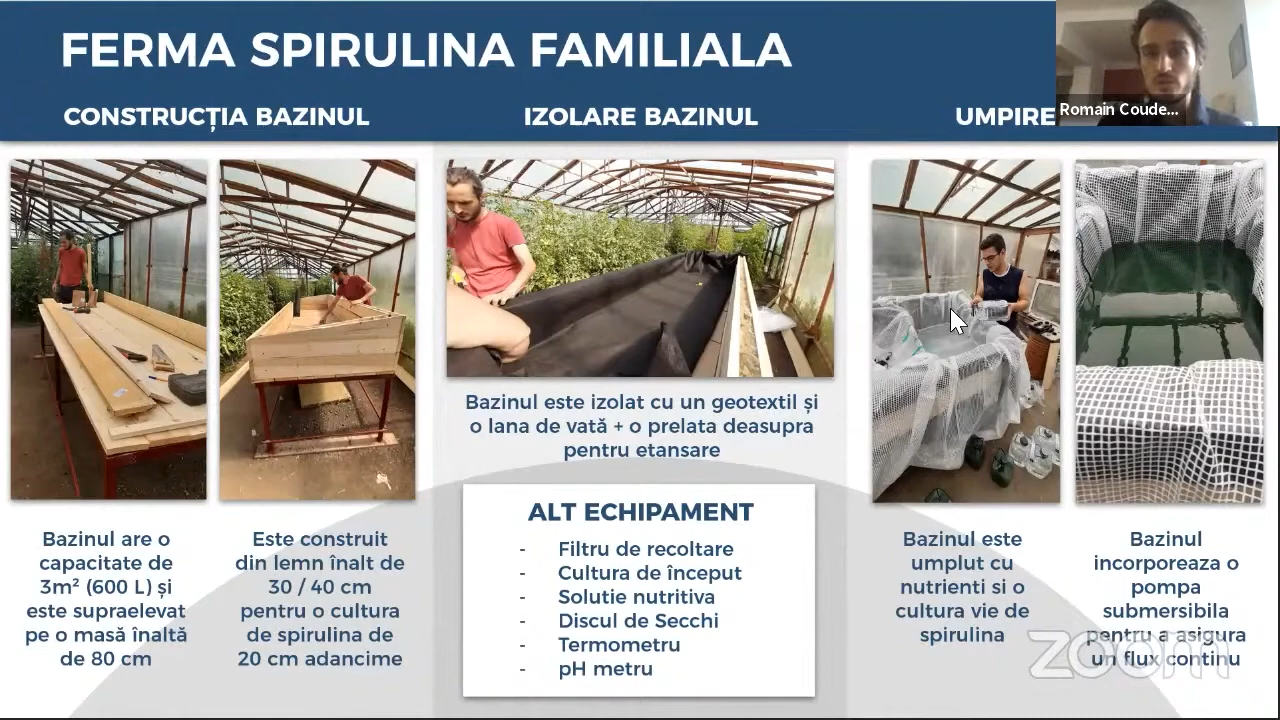 FERMA SPIRULINA FAMILIALA
CONSTRUCȚIA BAZINUL
IZOLARE BAZINUL
UMPIRE
Romain Coude...
Bazinul are o
capacitate de
3m² (600 L) și
este supraelevat
pe o masă înaltă
de 80 cm
Este construit
din lemn înalt de
30 / 40 cm
pentru o cultura
de spirulina de
20 cm adancime
Bazinul este izolat cu un geotextil și
o lana de vată + o prelata deasupra
pentru etansare
ALT ECHIPAMENT
- Filtru de recoltare
- Cultura de început
- Solutie nutritiva
- Discul de Secchi
- Termometru
- pH metru
Bazinul este
umplut cu
nutrienti si o
cultura vie de
spirulina
Bazinul
incorporeaza o
pompa
submersibila
pentru a asigura
un flux continu
zoom